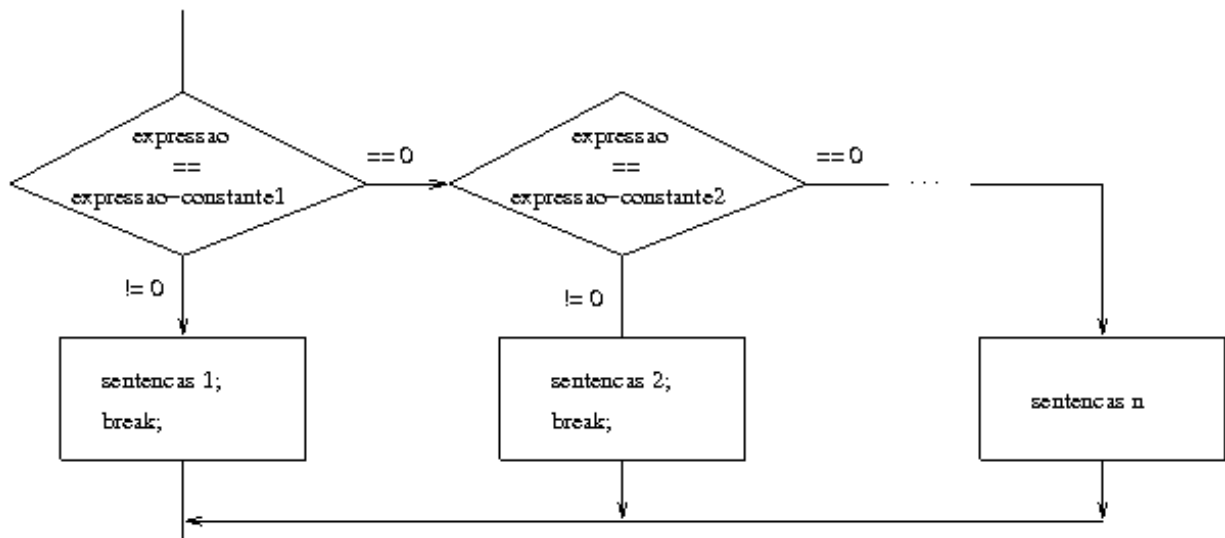 expressao
==
expressao-constante1
== 0
!= 0
sentencas 1;
break;
expressao
==
expressao-constante2
== 0
!= 0
sentencas 2;
break;
...
sentencas n